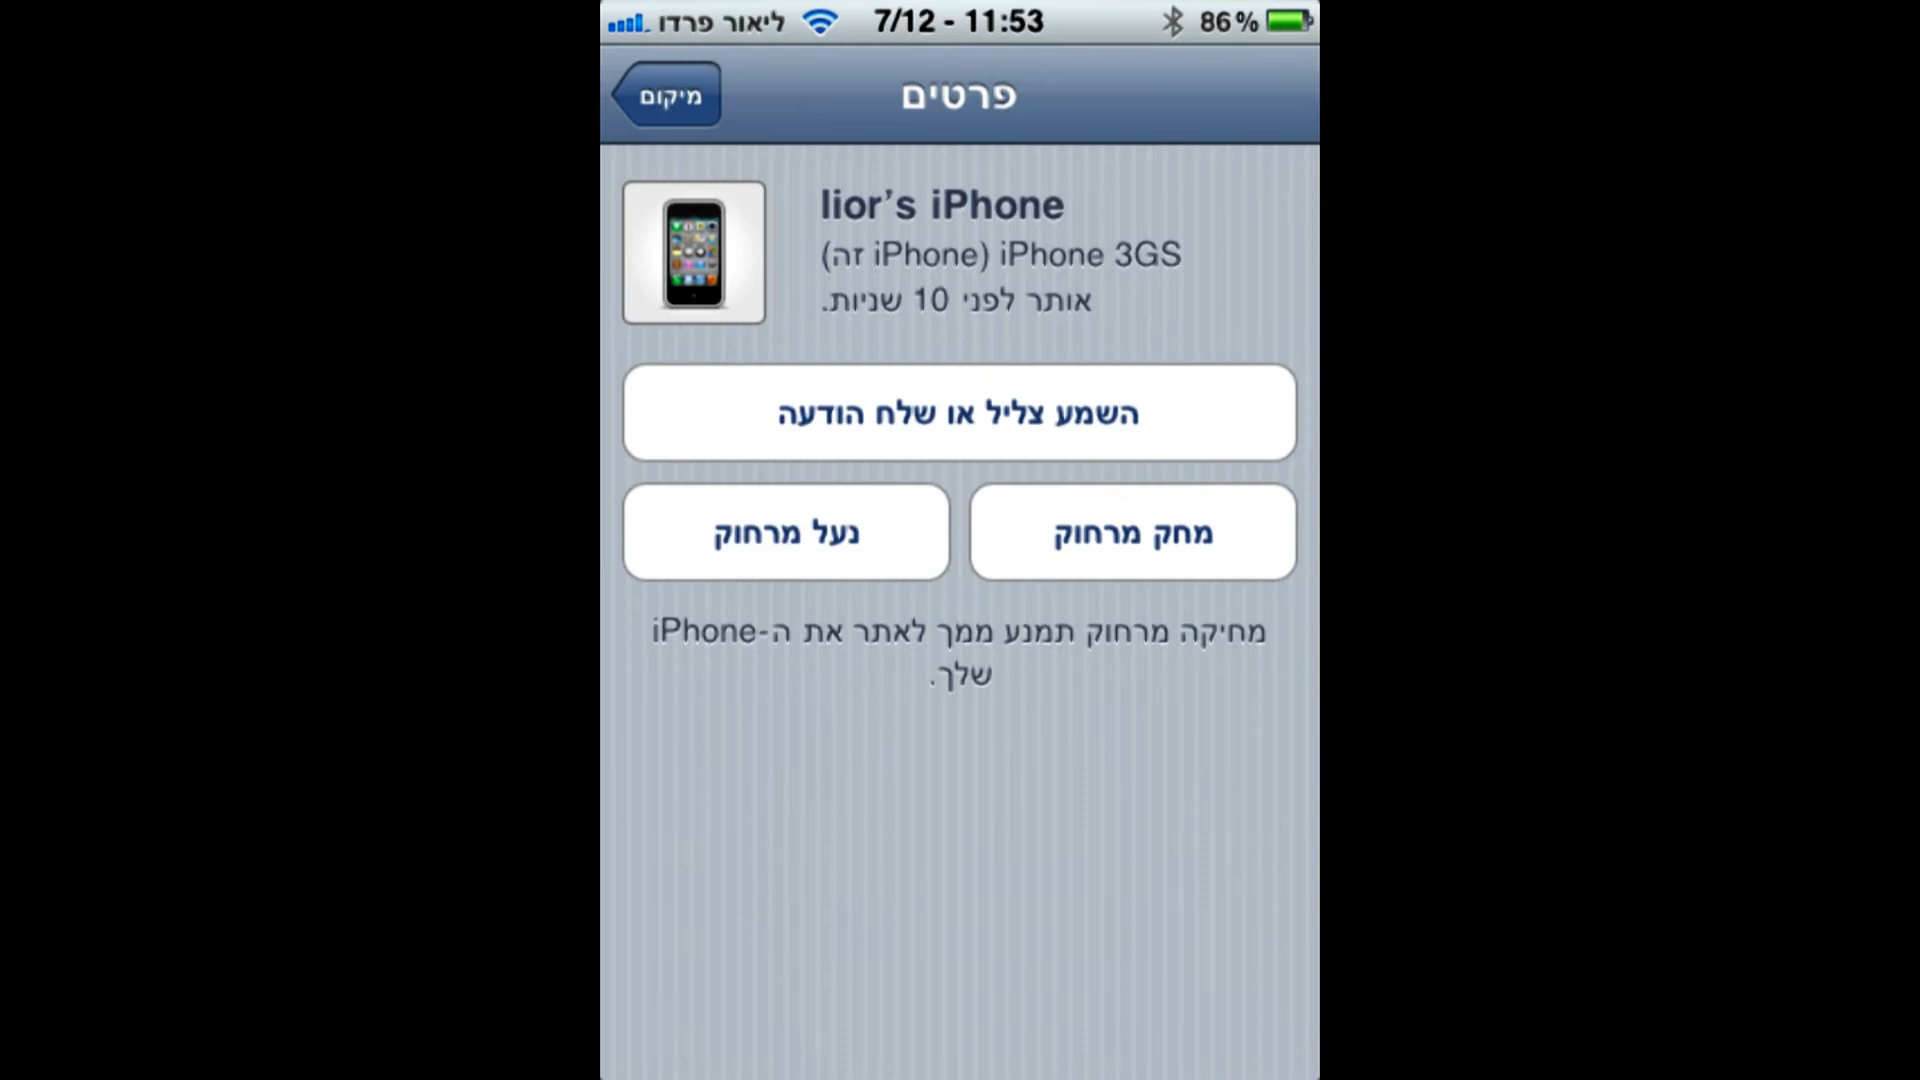 ליאור פרדו 7/12 - 11:53 86%
מיקום
פרטים
lior's iPhone
iPhone 3GS (iPhone זה)
אותר לפני 10 שניות.
השמע צליל או שלח הודעה
נעל מרחוק
מחק מרחוק
מחיקה מרחוק תמנע ממך לאתר את ה-iPhone
שלך.